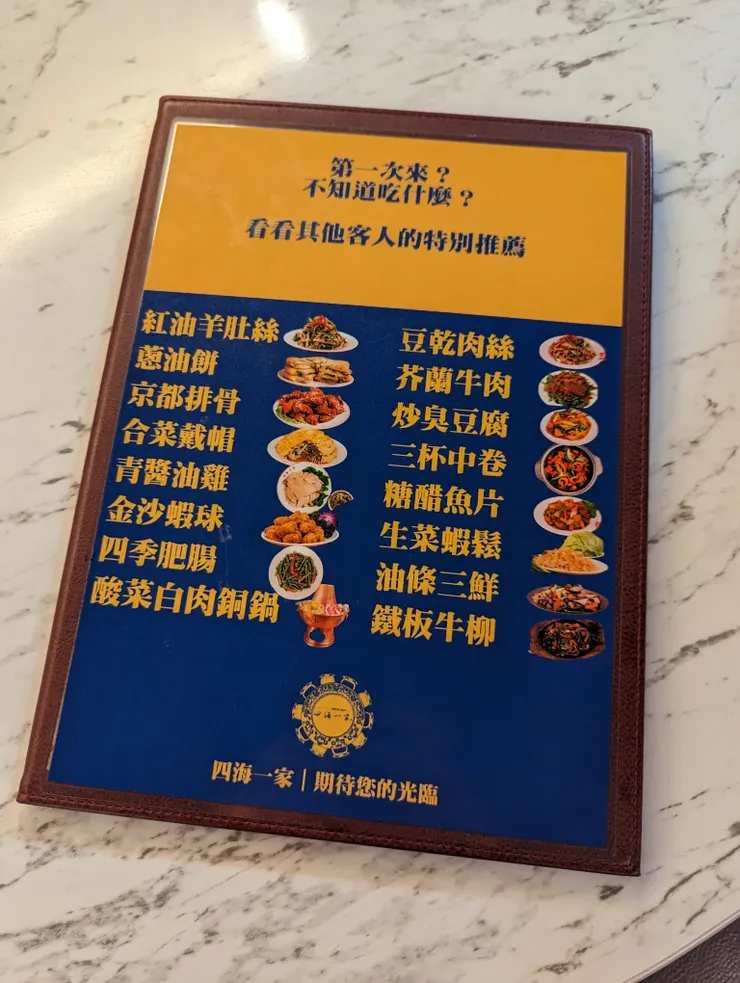 第一次來？
不知道吃什麼？
看看其他客人的特別推薦
紅油羊肚絲
蔥油餅
京都排骨
合菜戴帽
青醬油雞
金沙蝦球
四季肥腸
酸菜白肉銅鍋
豆乾肉絲
芥蘭牛肉
炒臭豆腐
三杯中卷
糖醋魚片
生菜蝦鬆
油條三鮮
鐵板牛柳
四海一家
四海一家｜期待您的光臨